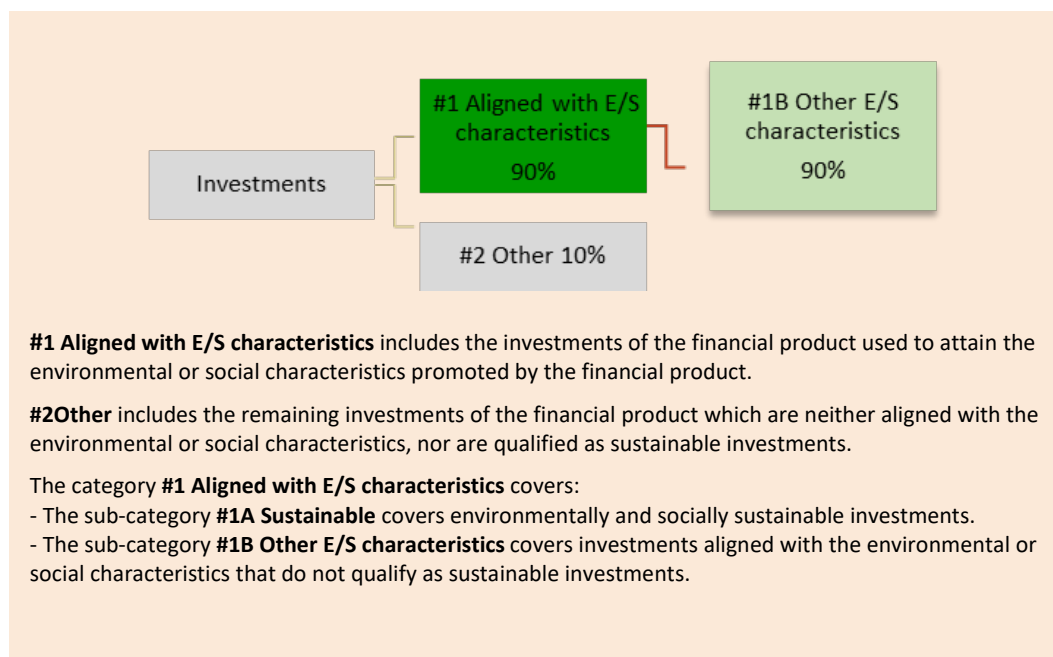 #1 Aligned with E/S
characteristics
90%
#1B Other E/S
characteristics
90%
Investments
#2 Other 10%
#1 Aligned with E/S characteristics includes the investments of the financial product used to attain the
environmental or social characteristics promoted by the financial product.
#2Other includes the remaining investments of the financial product which are neither aligned with the
environmental or social characteristics, nor are qualified as sustainable investments.
The category #1 Aligned with E/S characteristics covers:
- The sub-category #1A Sustainable covers environmentally and socially sustainable investments.
- The sub-category #1B Other E/S characteristics covers investments aligned with the environmental or
social characteristics that do not qualify as sustainable investments.